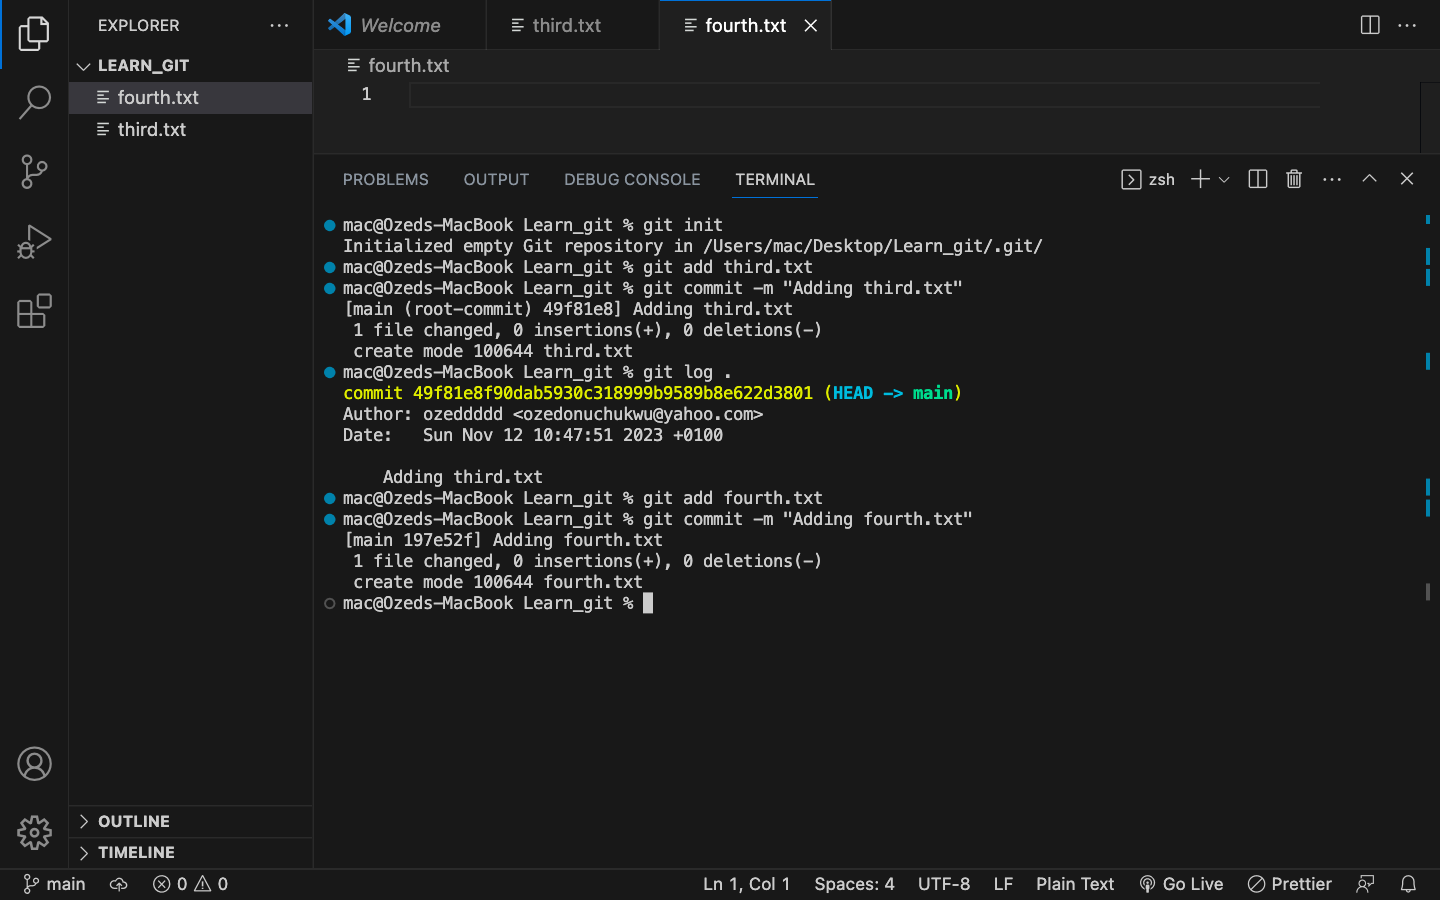 EXPLORER
LEARN_GIT
fourth.txt
third.txt
OUTLINE
TIMELINE
Welcome
third.txt
fourth.txt
fourth.txt
1
PROBLEMS OUTPUT DEBUG CONSOLE TERMINAL
zsh
mac@Ozeds-MacBook Learn_git % git init
Initialized empty Git repository in /Users/mac/Desktop/Learn_git/.git/
mac@Ozeds-MacBook Learn_git % git add third.txt
mac@Ozeds-MacBook Learn_git % git commit -m "Adding third.txt"
[main (root-commit) 49f81e8] Adding third.txt
 1 file changed, 0 insertions(+), 0 deletions(-)
 create mode 100644 third.txt
mac@Ozeds-MacBook Learn_git % git log .
commit 49f81e8f90dab5930c318999b9589b8e622d3801 (HEAD -> main)
Author: ozeddddd <ozedonuchukwu@yahoo.com>
Date:   Sun Nov 12 10:47:51 2023 +0100
    Adding third.txt
mac@Ozeds-MacBook Learn_git % git add fourth.txt
mac@Ozeds-MacBook Learn_git % git commit -m "Adding fourth.txt"
[main 197e52f] Adding fourth.txt
 1 file changed, 0 insertions(+), 0 deletions(-)
 create mode 100644 fourth.txt
mac@Ozeds-MacBook Learn_git %
main 0 0 Ln 1, Col 1 Spaces: 4 UTF-8 LF Plain Text Go Live Prettier